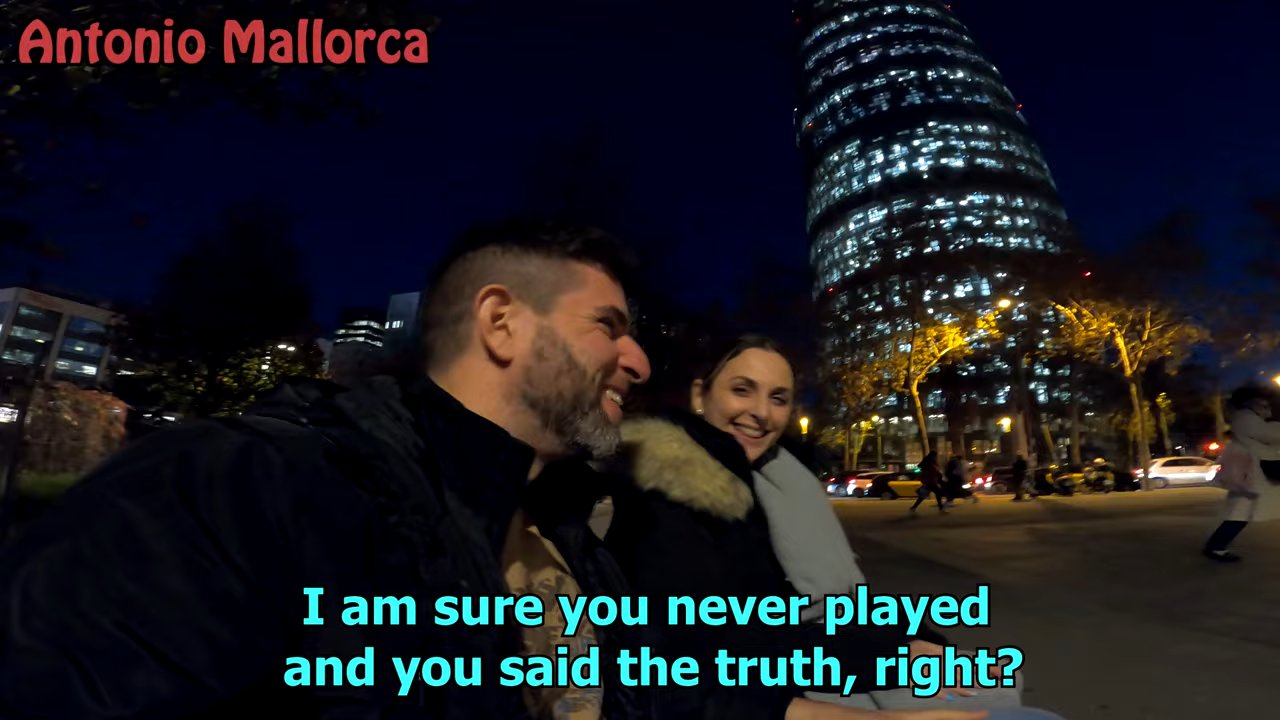 Antonio Mallorca
I am sure you never played
and you said the truth, right?